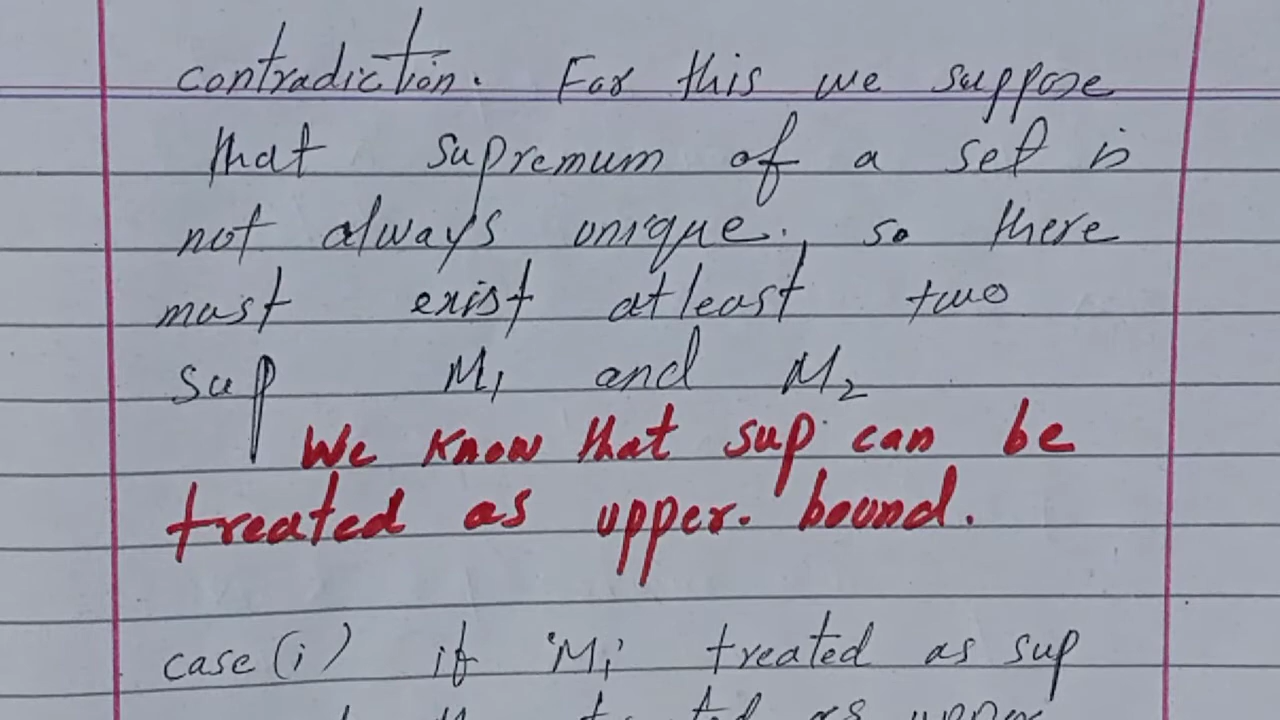 contradiction. For this we suppose
that supremum of a set is
not always unique., so there
must exist atleast two
sup M₁ and M₂
We know that sup can be
treated as upper. bound.
case (i) if 'M₁' treated as sup
as upper